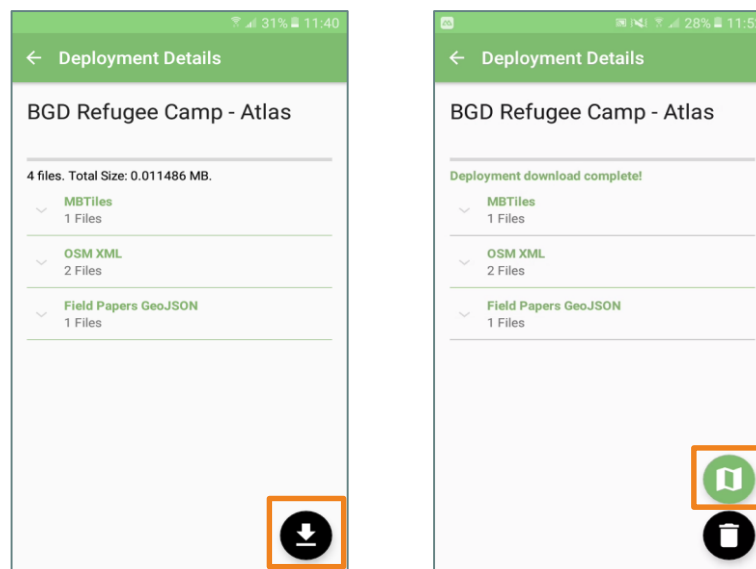 31% 11:40
Deployment Details
BGD Refugee Camp - Atlas
4 files. Total Size: 0.011486 MB.
MBTiles
1 Files
OSM XML
2 Files
Field Papers GeoJSON
1 Files
28% 11:5
Deployment Details
BGD Refugee Camp - Atlas
Deployment download complete!
MBTiles
1 Files
OSM XML
2 Files
Field Papers GeoJSON
1 Files